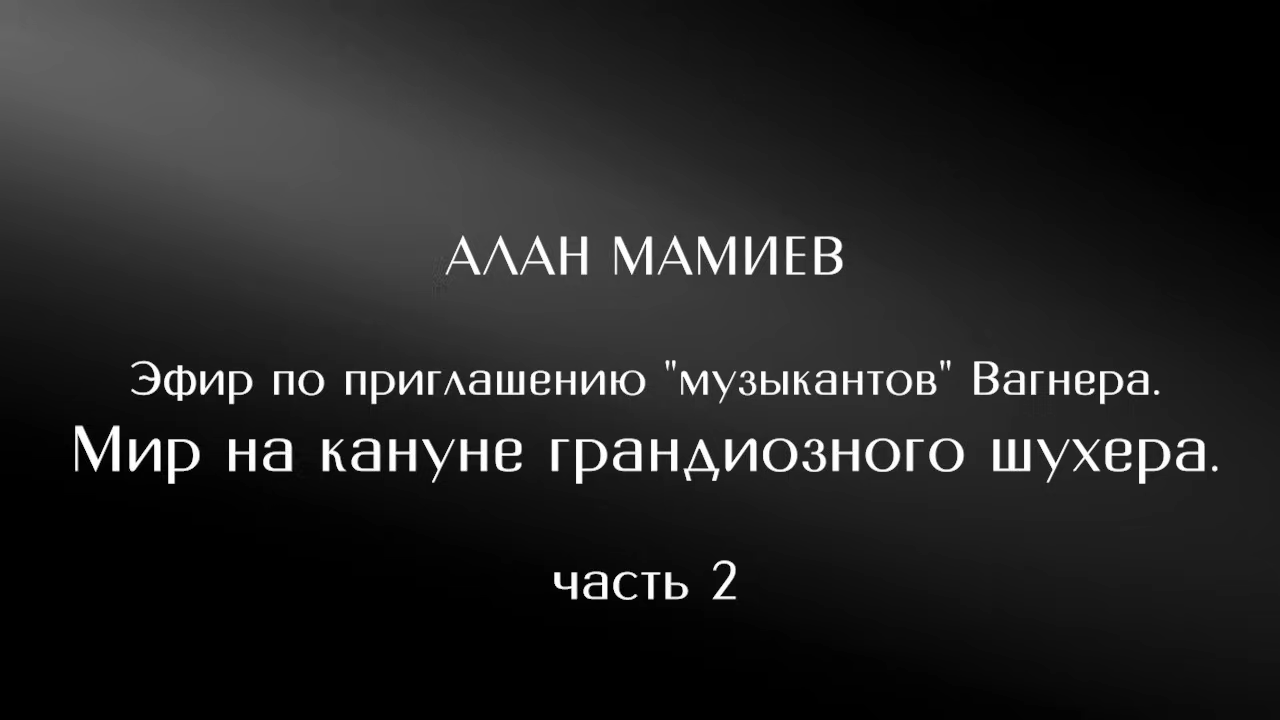 АЛАН МАМИЕВ
Эфир по приглашению "музыкантов" Вагнера.
Мир на кануне грандиозного шухера.
часть 2